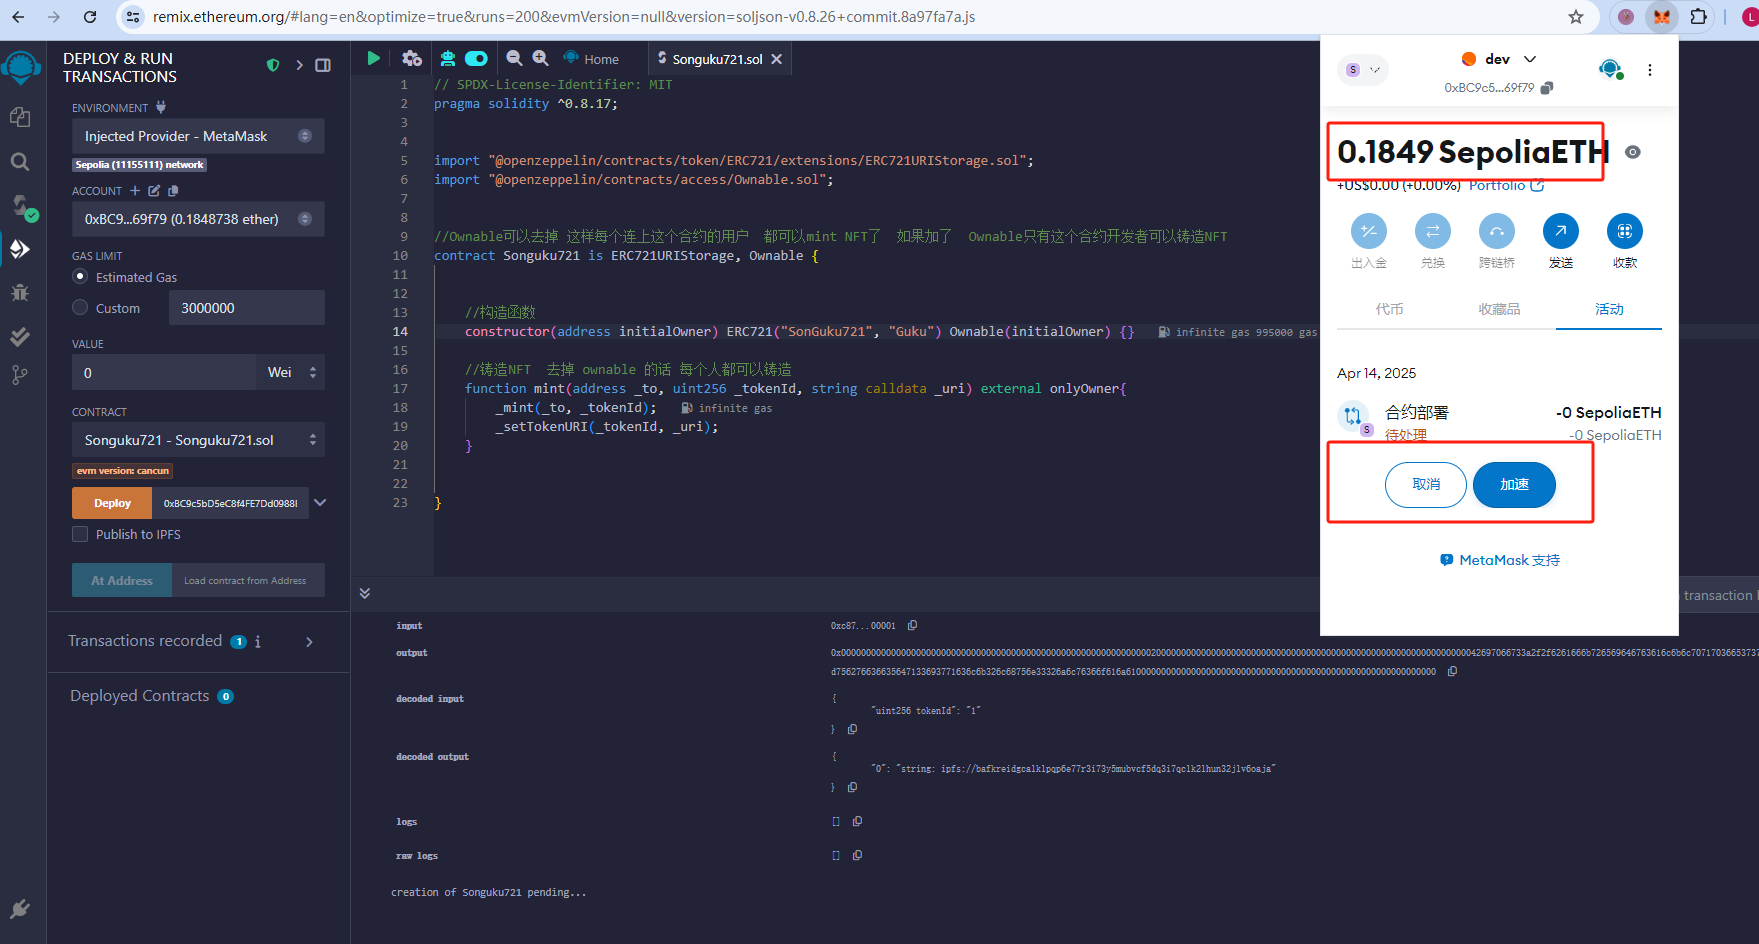 remix.ethereum.org/#lang=en&optimize=true&runs=200&evmVersion=null&version=soljson-v0.8.26+commit.8a97fa7a.js
DEPLOY & RUN
TRANSACTIONS
ENVIRONMENT
Injected Provider - MetaMask
Sepolia (11155111) network
ACCOUNT
0xBC9...69f79 (0.1848738 ether)
GAS LIMIT
Estimated Gas
Custom
3000000
VALUE
0
Wei
CONTRACT
Songuku721 - Songuku721.sol
evm version: cancun
Deploy
0xBC9c5bD5eC8f4FE7Dd0988
Publish to IPFS
At Address
Load contract from Address
Transactions recorded 1 i
Deployed Contracts 0
Home
Songuku721.sol
1 // SPDX-License-Identifier: MIT
2 pragma solidity ^0.8.17;
3
4
5 import "@openzeppelin/contracts/token/ERC721/extensions/ERC721URIStorage.sol";
6 import "@openzeppelin/contracts/access/Ownable.sol";
7
8
9 //Ownable可以去掉 这样每个连上这个合约的用户 都可以mint NFT了 如果加了 Ownable只有这个合约开发者可以铸造NFT
10 contract Songuku721 is ERC721URIStorage, Ownable {
11
12
13 //构造函数
14 constructor(address initialOwner) ERC721("SonGuku721", "Guku") Ownable(initialOwner) {} infinite gas 995000 gas
15
16 //铸造NFT 去掉 ownable 的话 每个人都可以铸造
17 function mint(address _to, uint256 _tokenId, string calldata _uri) external onlyOwner{
18 _mint(_to, _tokenId); infinite gas
19 _setTokenURI(_tokenId, _uri);
20 }
21
22
23 }
input
0xc87...00001
output
decoded input
{
"uint256 tokenId": "1"
}
decoded output
{
"0": "string: ipfs://bafkreidgcalklpqp6e77r3i73y5mubvcf5dq3i7qclk2lhun32jlv6oaja"
}
logs
[]
raw logs
[]
creation of Songuku721 pending...
transaction
S
dev
0xBC9c5...69f79
0.1849 SepoliaETH
+US$0.00 (+0.00%) Portfolio
出入金
兑换
跨链桥
发送
收款
代币
收藏品
活动
Apr 14, 2025
合约部署
-0 SepoliaETH
S
待处理
-0 SepoliaETH
取消
加速
MetaMask 支持
L